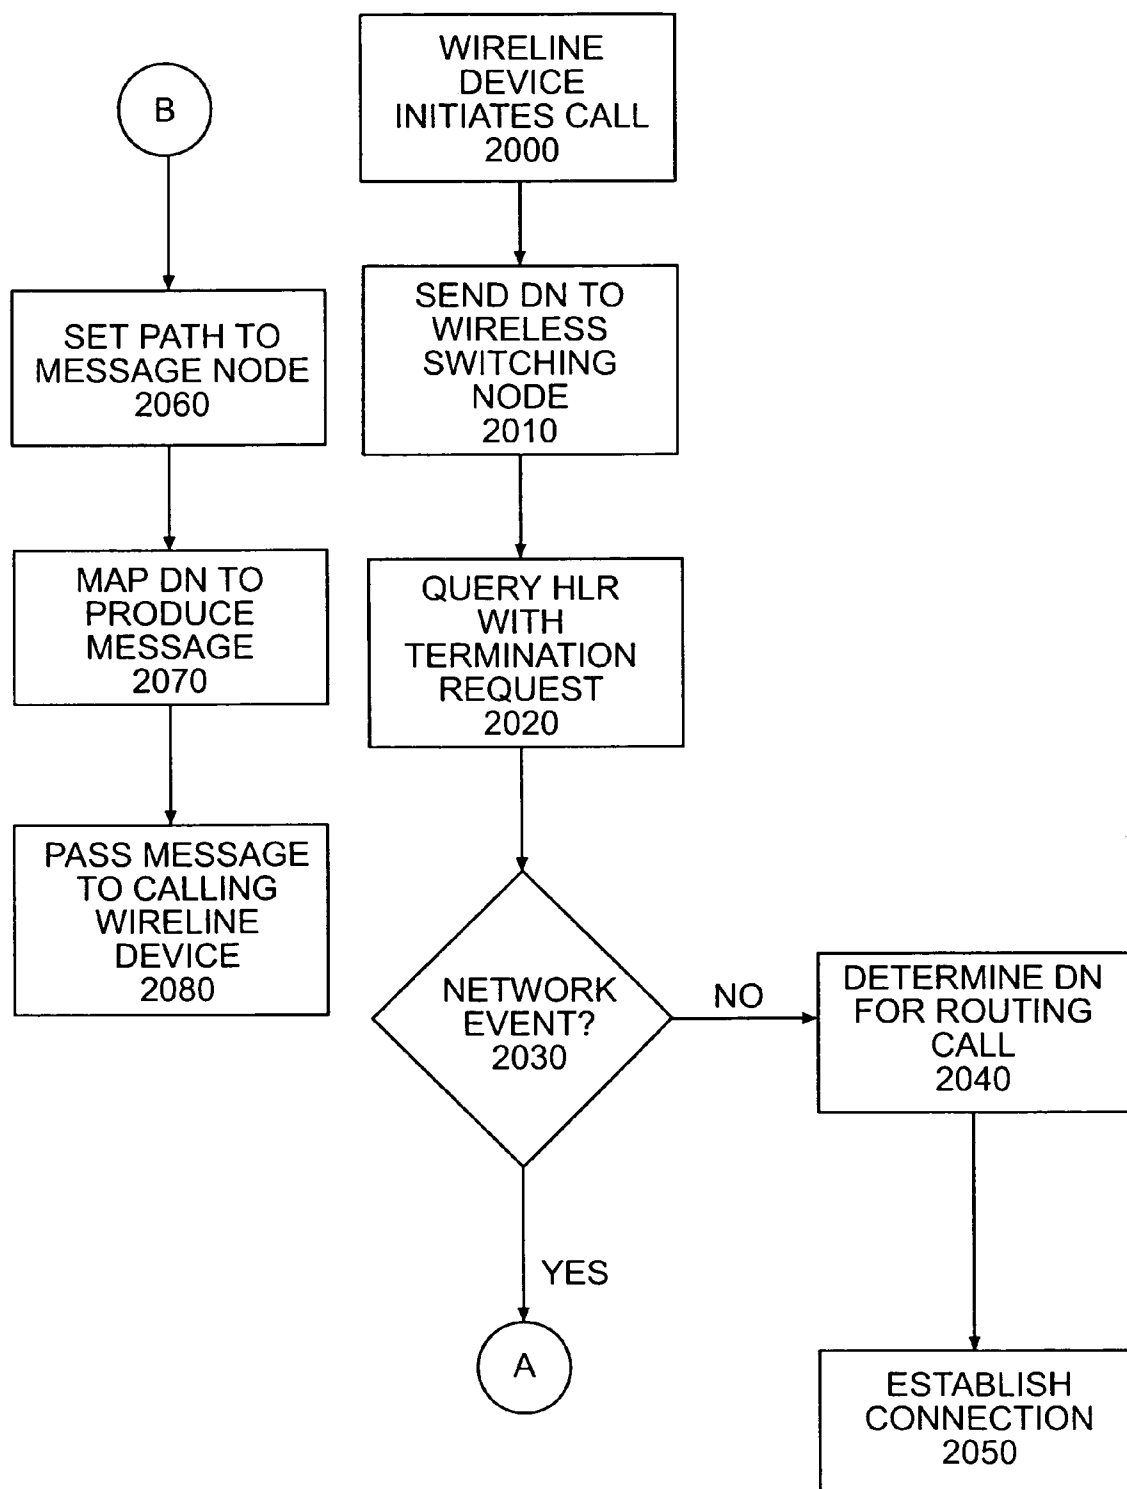 B
SET PATH TO
MESSAGE NODE
2060
MAP DN TO
PRODUCE
MESSAGE
2070
PASS MESSAGE
TO CALLING
WIRELINE
DEVICE
2080
WIRELINE
DEVICE
INITIATES CALL
2000
SEND DN TO
WIRELESS
SWITCHING
NODE
2010
QUERY HLR
WITH
TERMINATION
REQUEST
2020
NETWORK
EVENT?
2030
NO
YES
A
DETERMINE DN
FOR ROUTING
CALL
2040
ESTABLISH
CONNECTION
2050